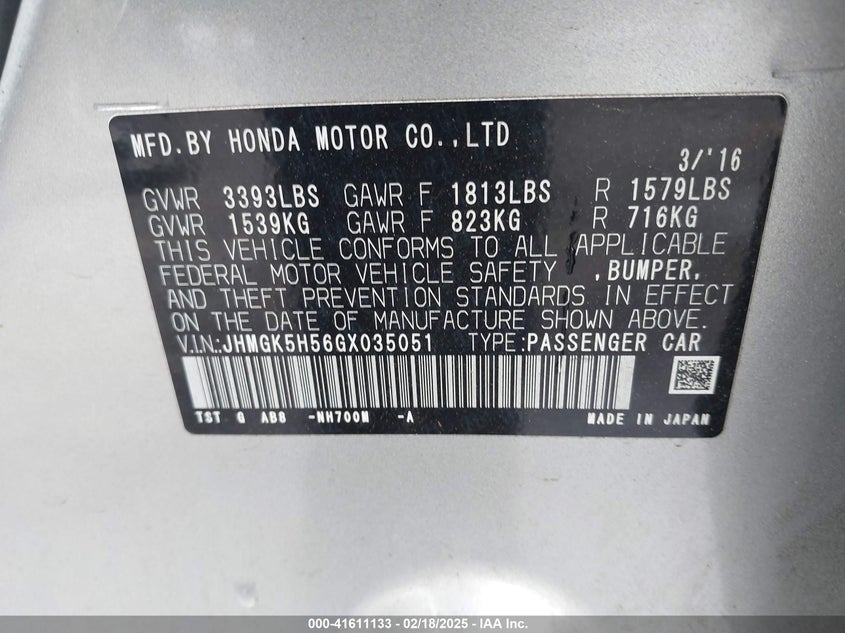 MFD.BY HONDA MOTOR CO.,LTD
3/'16
GVWR 3393LBS GAWR F 1813LBS R 1579LBS
GVWR 1539KG GAWR F 823KG R 716KG
THIS VEHICLE CONFORMS TO ALL APPLICABLE
FEDERAL MOTOR VEHICLE SAFETY ,BUMPER,
AND THEFT PREVENTION STANDARDS IN EFFECT
ON THE DATE OF MANUFACTURE SHOWN ABOVE.
V.I.N.:JHMGK5H56GX035051 TYPE:PASSENGER CAR
TST G AB8 -NH700M -A MADE IN JAPAN
000-41611133 - 02/18/2025 - IAA Inc.